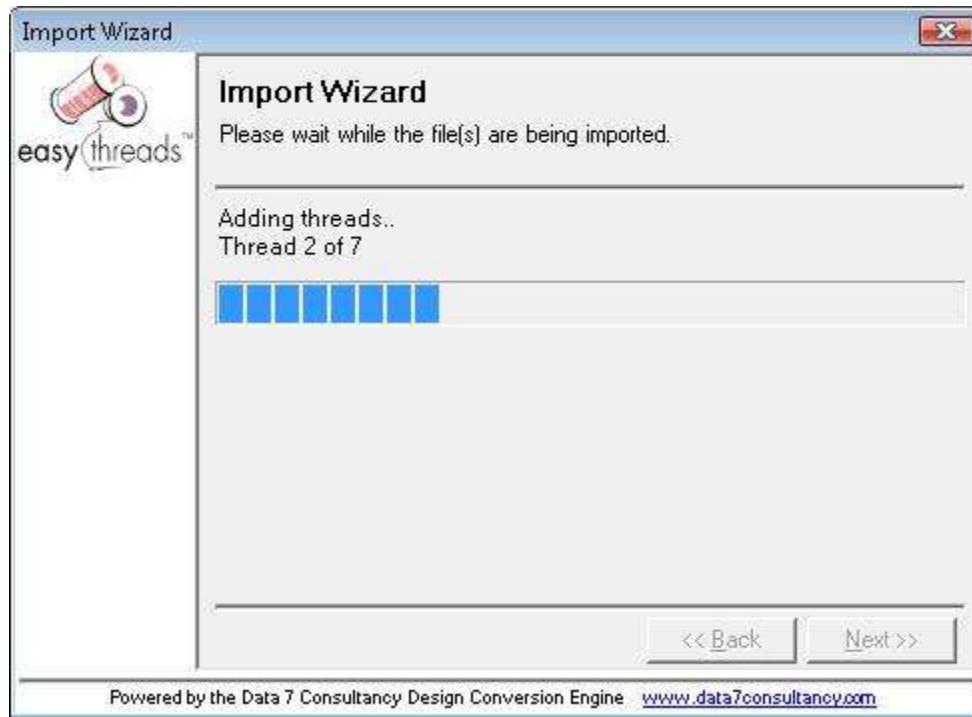 Import Wizard
easy threads™
Import Wizard
Please wait while the file(s) are being imported.
Adding threads..
Thread 2 of 7
<< Back
Next >>
Powered by the Data 7 Consultancy Design Conversion Engine www.data7consultancy.com